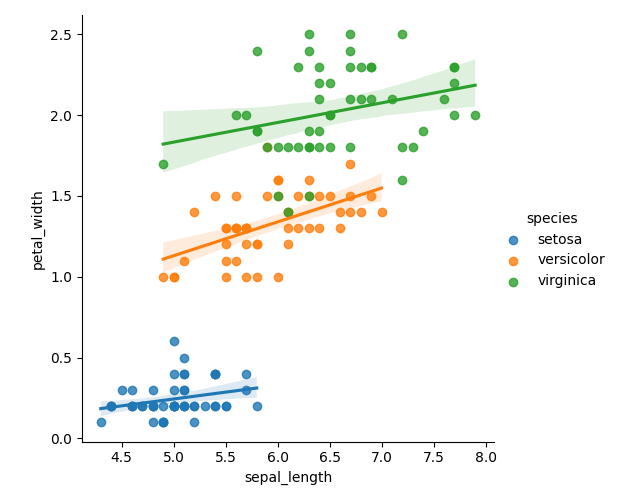 2.5
2.0
1.5
1.0
0.5
0.0
petal_width
4.5 5.0 5.5 6.0 6.5 7.0 7.5 8.0
sepal_length
species
setosa
versicolor
virginica